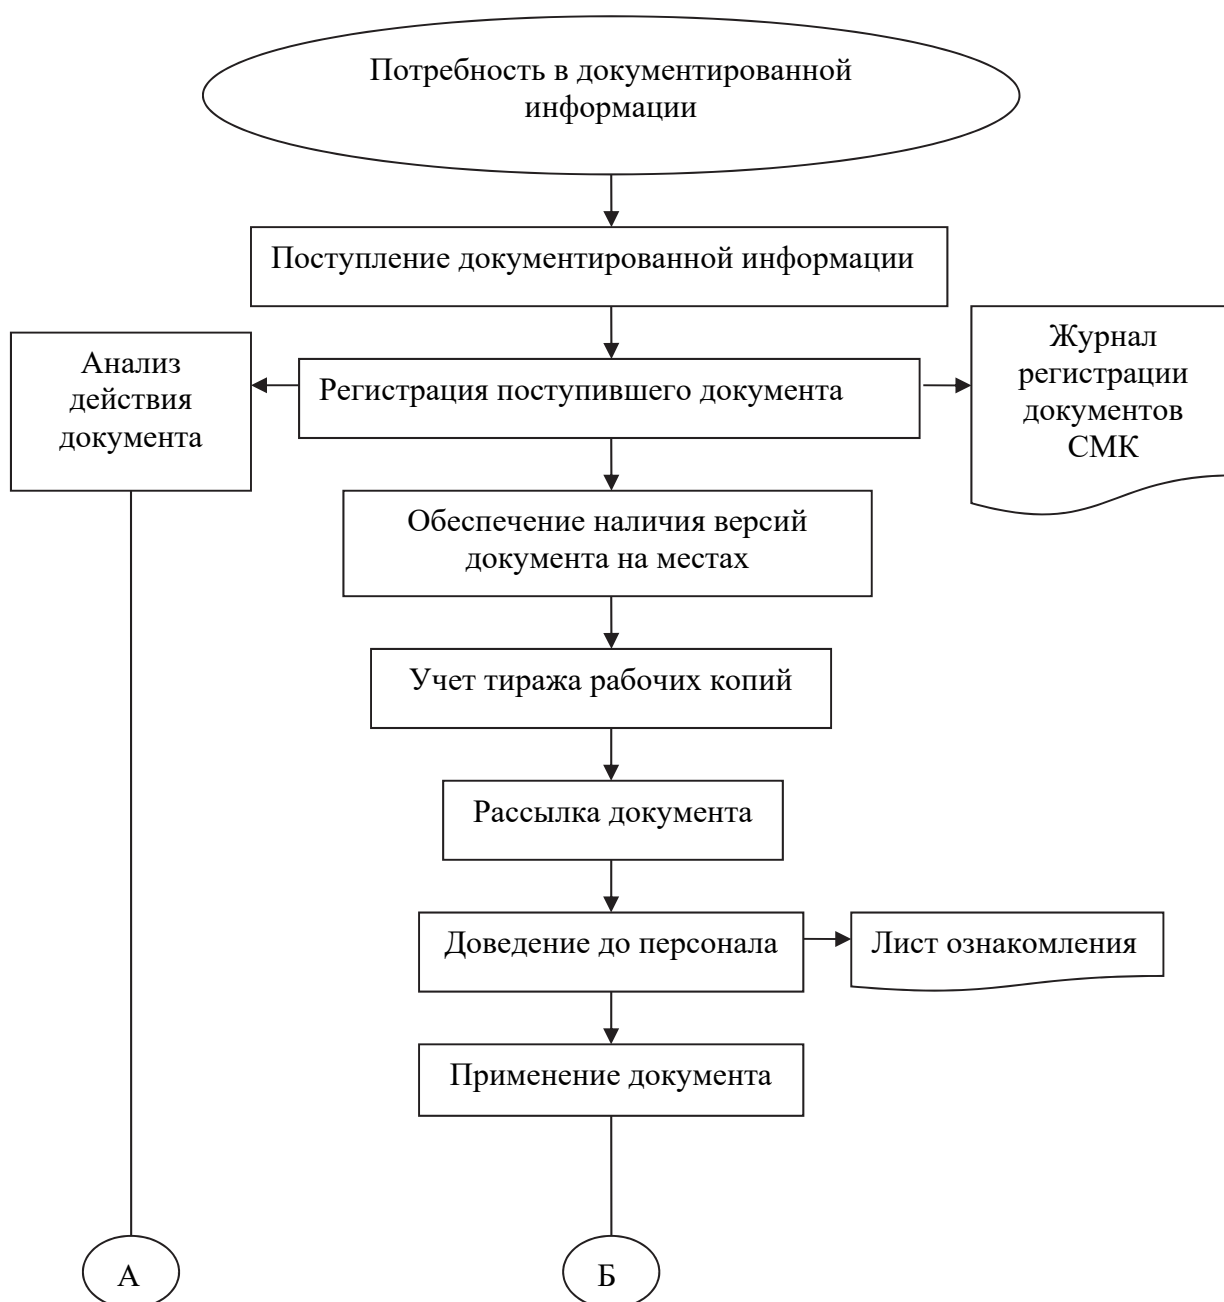 Потребность в документированной
информации
Поступление документированной информации
Анализ
действия
документа
Регистрация поступившего документа
Журнал
регистрации
документов
СМК
Обеспечение наличия версий
документа на местах
Учет тиража рабочих копий
Рассылка документа
Доведение до персонала
Лист ознакомления
Применение документа
А
Б